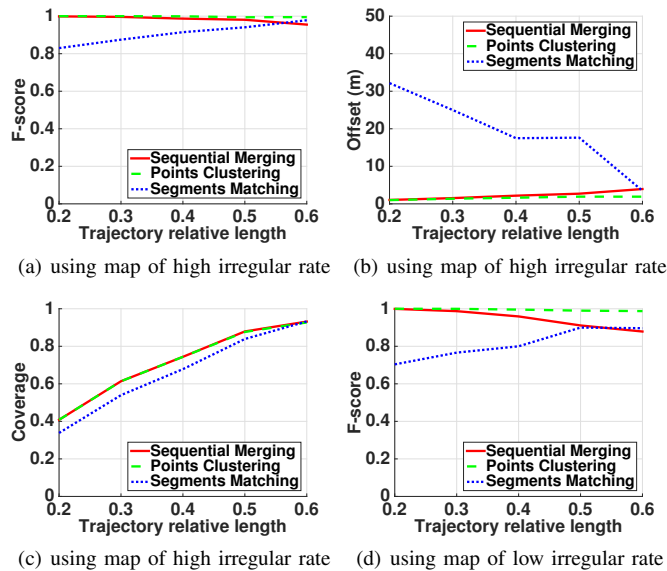 1
0.8
0.6
0.4
0.2
0
F-score
Sequential Merging
Points Clustering
Segments Matching
0.2 0.3 0.4 0.5 0.6
Trajectory relative length
(a) using map of high irregular rate
50
40
30
20
10
0
Offset (m)
Sequential Merging
Points Clustering
Segments Matching
0.2 0.3 0.4 0.5 0.6
Trajectory relative length
(b) using map of high irregular rate
1
0.8
0.6
0.4
0.2
0
Coverage
Sequential Merging
Points Clustering
Segments Matching
0.2 0.3 0.4 0.5 0.6
Trajectory relative length
(c) using map of high irregular rate
1
0.8
0.6
0.4
0.2
0
F-score
Sequential Merging
Points Clustering
Segments Matching
0.2 0.3 0.4 0.5 0.6
Trajectory relative length
(d) using map of low irregular rate